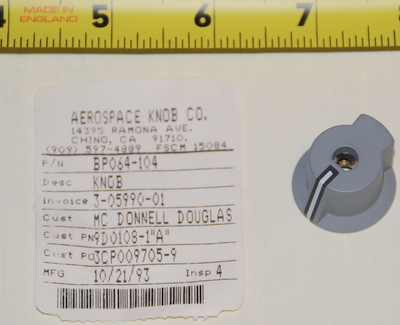 MADE IN
ENGLAND
5 6 7 8
AEROSPACE KNOB CO.
14395 RAMONA AVE.
CHINO, CA 91710.
(909) 597-4889 FSCM 15084
P/N BP064-104
Desc KNOB
Invoice 3-05990-01
Cust MC DONNELL DOUGLAS
Cust PN 9D0108-1"A"
Cust PO 3CP009705-9
MFG 10/21/93 Insp 4